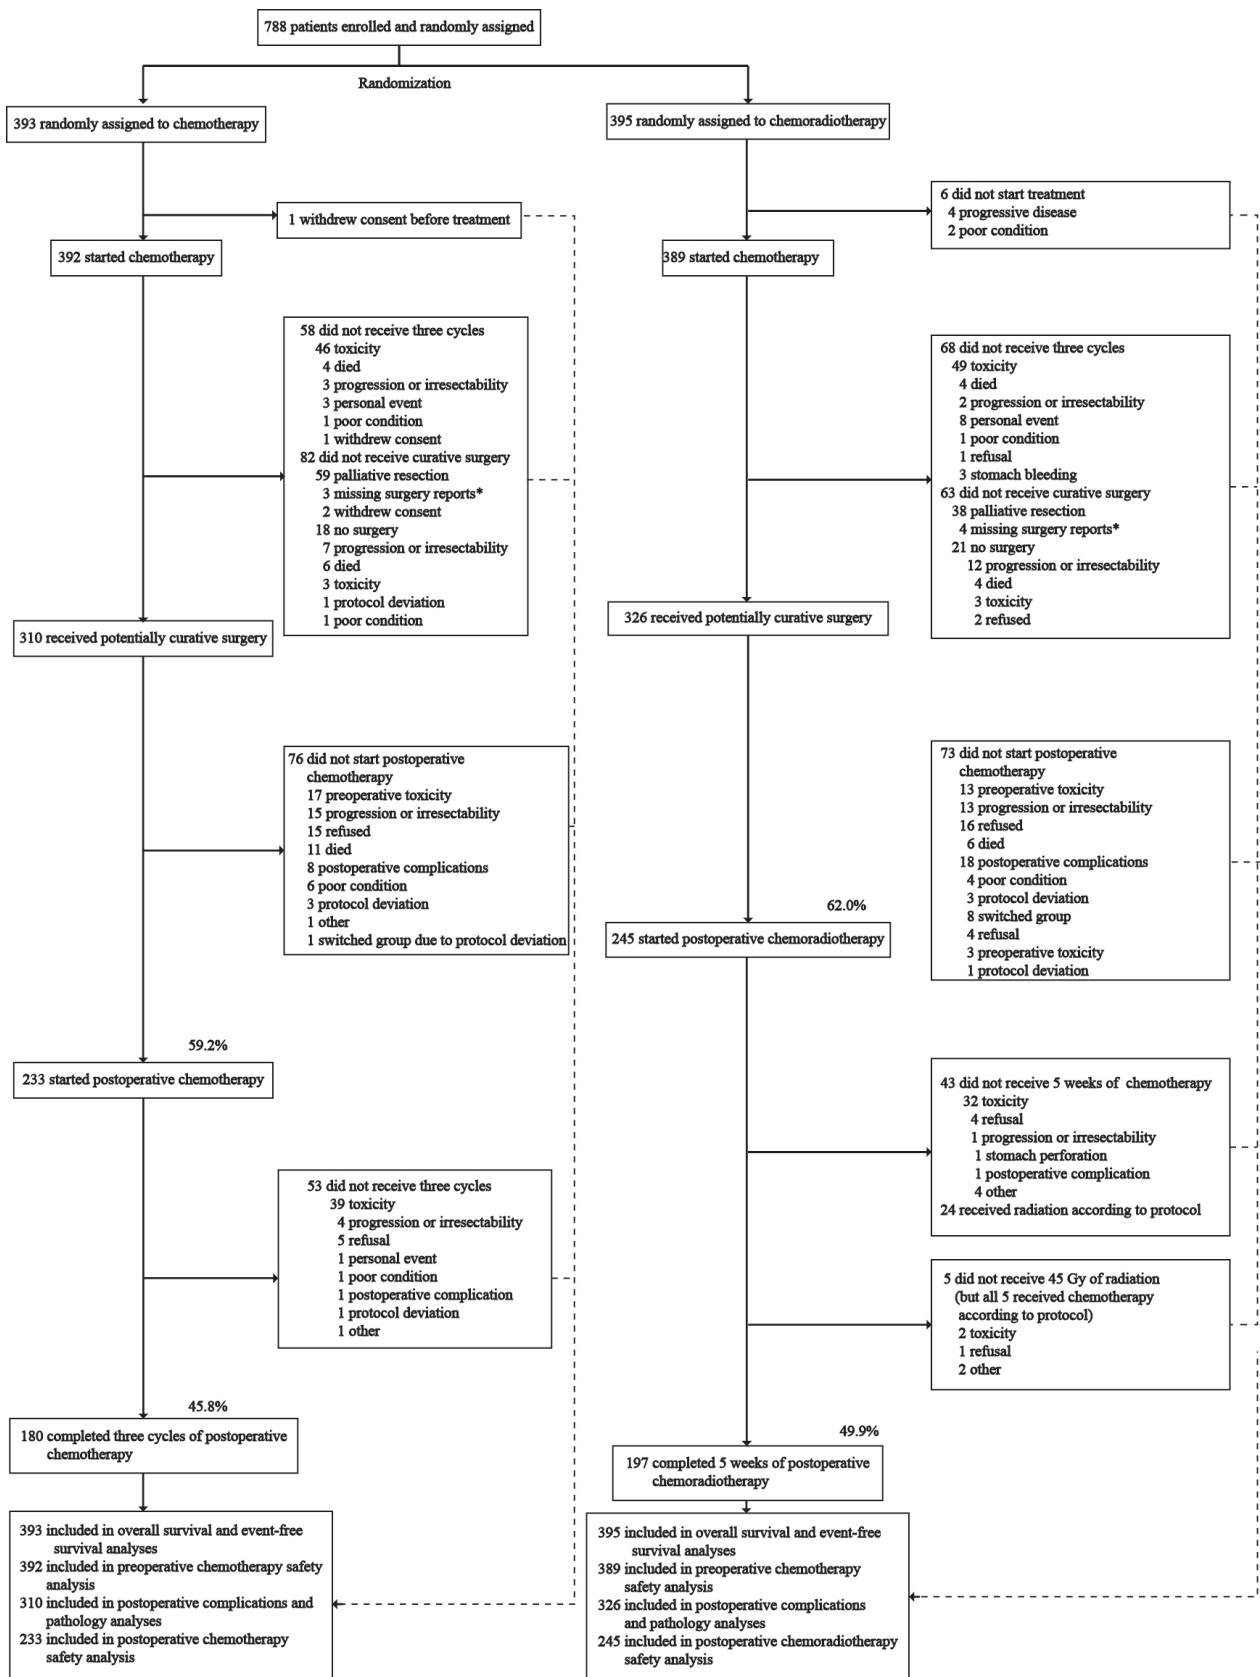 788 patients enrolled and randomly assigned
Randomization
393 randomly assigned to chemotherapy
1 withdrew consent before treatment
392 started chemotherapy
58 did not receive three cycles
46 toxicity
4 died
3 progression or irresectability
3 personal event
1 poor condition
1 withdrew consent
82 did not receive curative surgery
59 palliative resection
3 missing surgery reports*
2 withdrew consent
18 no surgery
7 progression or irresectability
6 died
3 toxicity
1 protocol deviation
1 poor condition
310 received potentially curative surgery
76 did not start postoperative
chemotherapy
17 preoperative toxicity
15 progression or irresectability
15 refused
11 died
8 postoperative complications
6 poor condition
3 protocol deviation
1 other
1 switched group due to protocol deviation
59.2%
233 started postoperative chemotherapy
53 did not receive three cycles
39 toxicity
4 progression or irresectability
5 refusal
1 personal event
1 poor condition
1 postoperative complication
1 protocol deviation
1 other
45.8%
180 completed three cycles of postoperative
chemotherapy
393 included in overall survival and event-free
survival analyses
392 included in preoperative chemotherapy safety
analysis
310 included in postoperative complications and
pathology analyses
233 included in postoperative chemotherapy
safety analysis
395 randomly assigned to chemoradiotherapy
6 did not start treatment
4 progressive disease
2 poor condition
389 started chemotherapy
68 did not receive three cycles
49 toxicity
4 died
2 progression or irresectability
8 personal event
1 poor condition
1 refusal
3 stomach bleeding
63 did not receive curative surgery
38 palliative resection
4 missing surgery reports*
21 no surgery
12 progression or irresectability
4 died
3 toxicity
2 refused
326 received potentially curative surgery
73 did not start postoperative
chemotherapy
13 preoperative toxicity
13 progression or irresectability
16 refused
6 died
18 postoperative complications
4 poor condition
3 protocol deviation
8 switched group
4 refusal
3 preoperative toxicity
1 protocol deviation
62.0%
245 started postoperative chemoradiotherapy
43 did not receive 5 weeks of chemotherapy
32 toxicity
4 refusal
1 progression or irresectability
1 stomach perforation
1 postoperative complication
4 other
24 received radiation according to protocol
5 did not receive 45 Gy of radiation
(but all 5 received chemotherapy
according to protocol)
2 toxicity
1 refusal
2 other
49.9%
197 completed 5 weeks of postoperative
chemoradiotherapy
395 included in overall survival and event-free
survival analyses
389 included in preoperative chemotherapy
safety analysis
326 included in postoperative complications
and pathology analyses
245 included in postoperative chemoradiotherapy
safety analysis